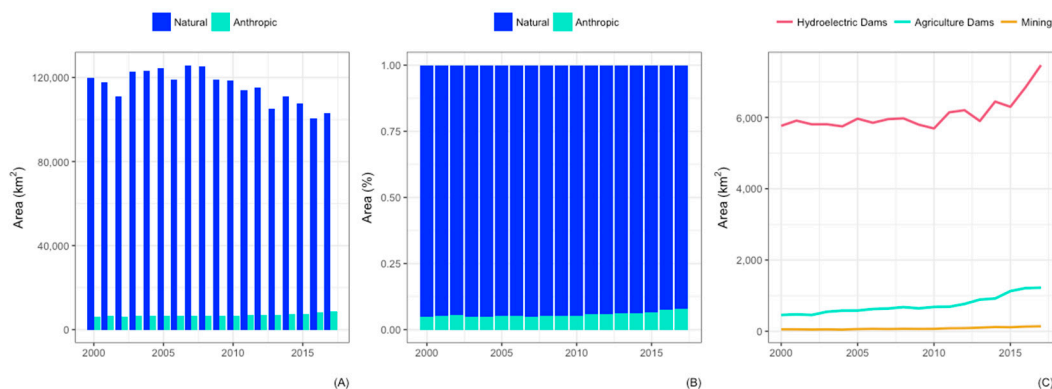 Natural Anthropic
Area (km²)
120,000
80,000
40,000
0
2000 2005 2010 2015
(A)
Natural Anthropic
Area (%)
1.00
0.75
0.50
0.25
0.00
2000 2005 2010 2015
(B)
Hydroelectric Dams Agriculture Dams Mining
Area (km²)
6,000
4,000
2,000
0
2000 2005 2010 2015
(C)